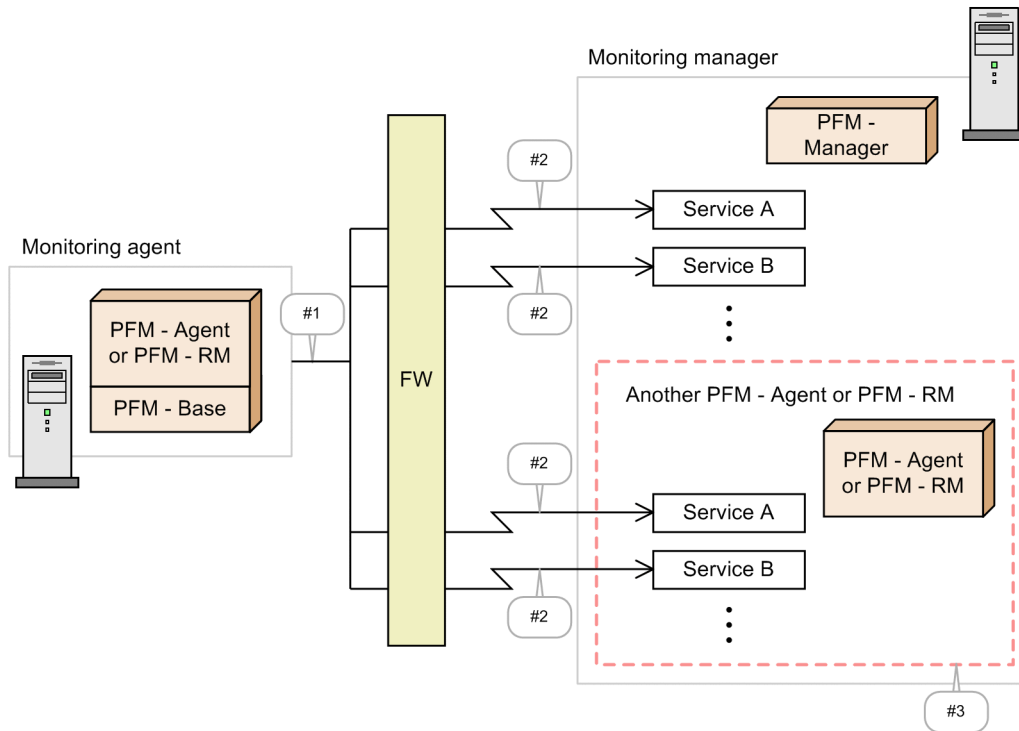 Monitoring manager
PFM -
Manager
#2
Service A
Monitoring agent
Service B
#2
#1
PFM - Agent
or PFM - RM
PFM - Base
FW
Another PFM - Agent or PFM - RM
PFM - Agent
or PFM - RM
#2
Service A
Service B
#2
#3